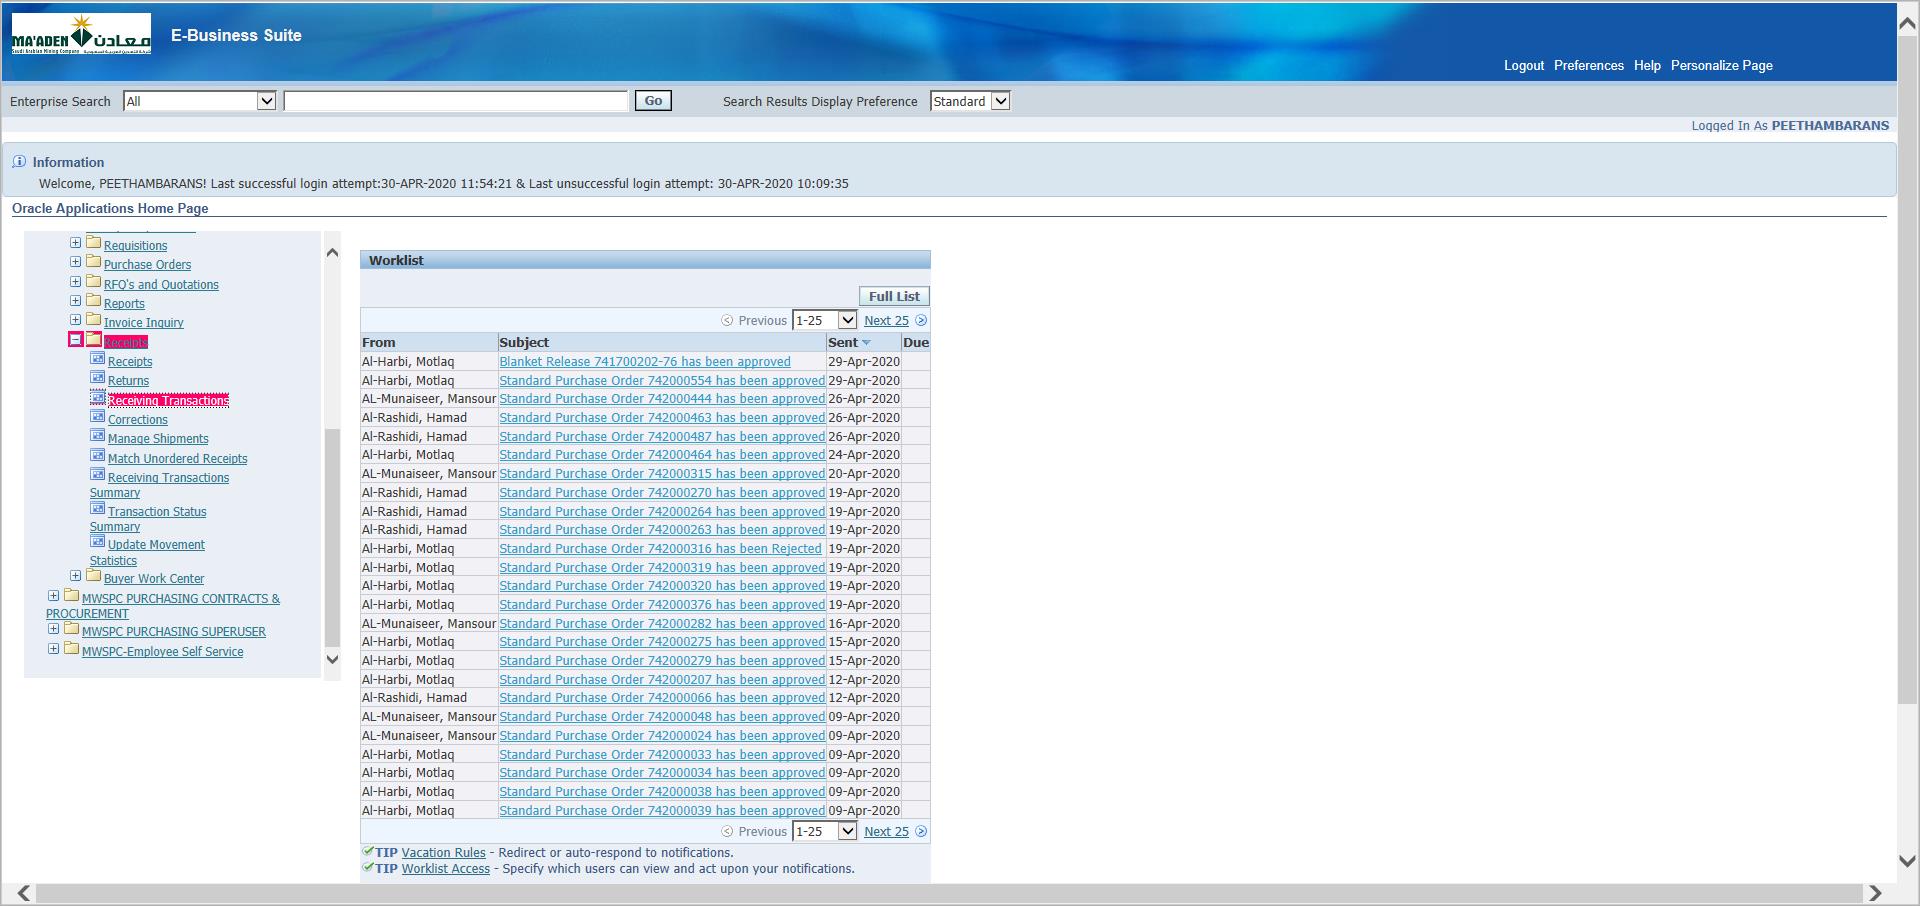 MA'ADEN معادن
Saudi Arabian Mining Company
E-Business Suite
Logout Preferences Help Personalize Page
Enterprise Search All Go Search Results Display Preference Standard
Logged In As PEETHAMBARANS
Information
Welcome, PEETHAMBARANS! Last successful login attempt:30-APR-2020 11:54:21 & Last unsuccessful login attempt: 30-APR-2020 10:09:35
Oracle Applications Home Page
Requisitions
Purchase Orders
RFQ's and Quotations
Reports
Invoice Inquiry
Receipts
Receipts
Returns
Receiving Transactions
Corrections
Manage Shipments
Match Unordered Receipts
Receiving Transactions
Summary
Transaction Status
Summary
Update Movement
Statistics
Buyer Work Center
MWSPC PURCHASING CONTRACTS &
PROCUREMENT
MWSPC PURCHASING SUPERUSER
MWSPC-Employee Self Service
Worklist
Full List
Previous 1-25 Next 25
From Subject Sent Due
Al-Harbi, Motlaq Blanket Release 741700202-76 has been approved 29-Apr-2020
Al-Harbi, Motlaq Standard Purchase Order 742000554 has been approved 29-Apr-2020
AL-Munaiseer, Mansour Standard Purchase Order 742000444 has been approved 26-Apr-2020
Al-Rashidi, Hamad Standard Purchase Order 742000463 has been approved 26-Apr-2020
Al-Rashidi, Hamad Standard Purchase Order 742000487 has been approved 26-Apr-2020
Al-Harbi, Motlaq Standard Purchase Order 742000464 has been approved 24-Apr-2020
AL-Munaiseer, Mansour Standard Purchase Order 742000315 has been approved 20-Apr-2020
Al-Rashidi, Hamad Standard Purchase Order 742000270 has been approved 19-Apr-2020
Al-Rashidi, Hamad Standard Purchase Order 742000264 has been approved 19-Apr-2020
Al-Rashidi, Hamad Standard Purchase Order 742000263 has been approved 19-Apr-2020
Al-Harbi, Motlaq Standard Purchase Order 742000316 has been Rejected 19-Apr-2020
Al-Harbi, Motlaq Standard Purchase Order 742000319 has been approved 19-Apr-2020
Al-Harbi, Motlaq Standard Purchase Order 742000320 has been approved 19-Apr-2020
Al-Harbi, Motlaq Standard Purchase Order 742000376 has been approved 19-Apr-2020
AL-Munaiseer, Mansour Standard Purchase Order 742000282 has been approved 16-Apr-2020
Al-Harbi, Motlaq Standard Purchase Order 742000275 has been approved 15-Apr-2020
Al-Harbi, Motlaq Standard Purchase Order 742000279 has been approved 15-Apr-2020
Al-Harbi, Motlaq Standard Purchase Order 742000207 has been approved 12-Apr-2020
Al-Rashidi, Hamad Standard Purchase Order 742000066 has been approved 12-Apr-2020
AL-Munaiseer, Mansour Standard Purchase Order 742000048 has been approved 09-Apr-2020
AL-Munaiseer, Mansour Standard Purchase Order 742000024 has been approved 09-Apr-2020
Al-Harbi, Motlaq Standard Purchase Order 742000033 has been approved 09-Apr-2020
Al-Harbi, Motlaq Standard Purchase Order 742000034 has been approved 09-Apr-2020
Al-Harbi, Motlaq Standard Purchase Order 742000038 has been approved 09-Apr-2020
Al-Harbi, Motlaq Standard Purchase Order 742000039 has been approved 09-Apr-2020
Previous 1-25 Next 25
TIP Vacation Rules - Redirect or auto-respond to notifications.
TIP Worklist Access - Specify which users can view and act upon your notifications.